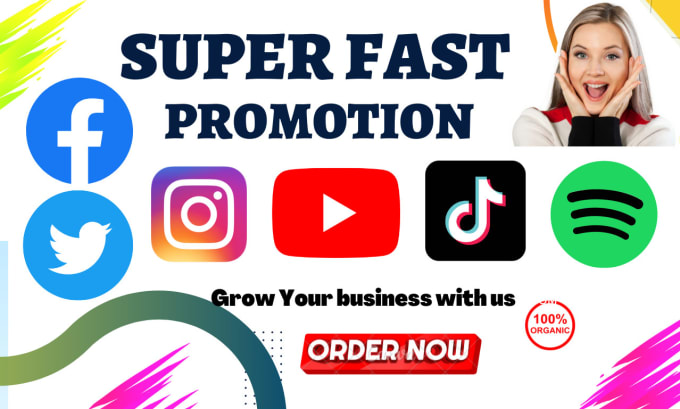 SUPER FAST
PROMOTION
Grow Your business with us
100%
ORGANIC
ORDER NOW